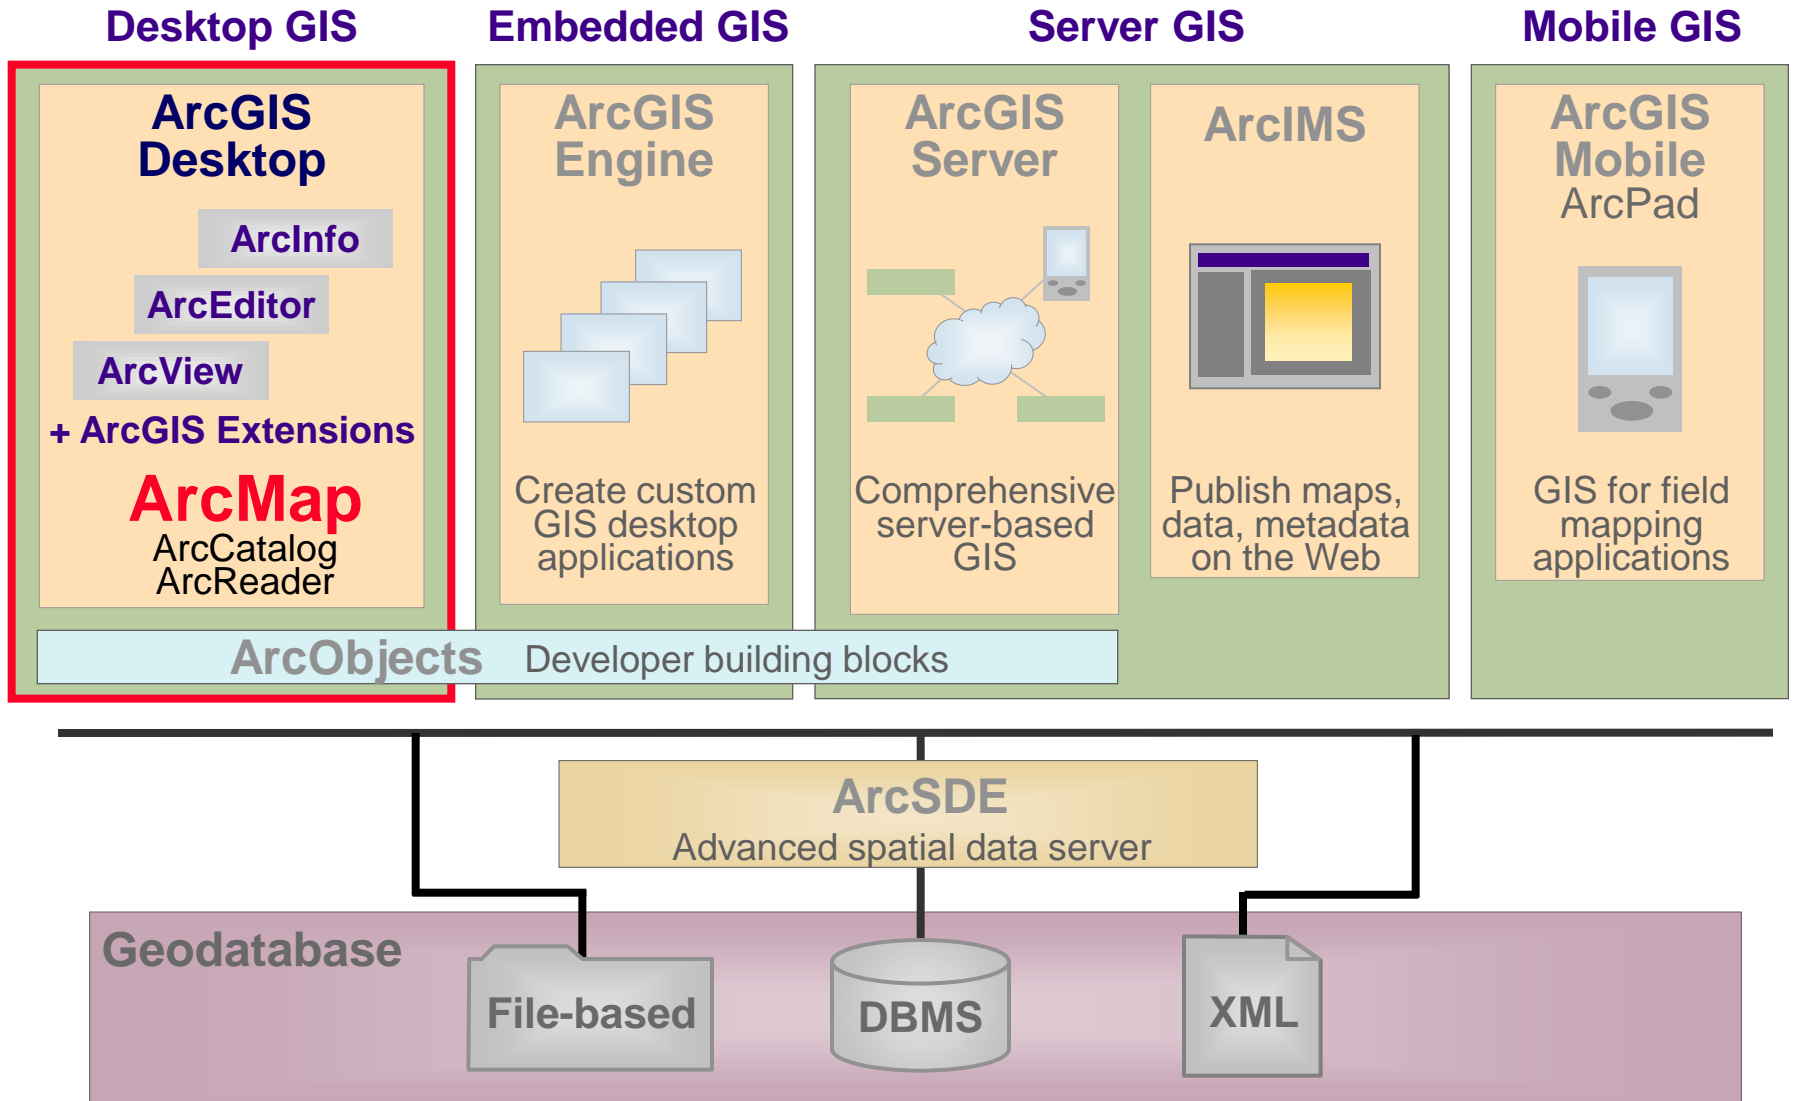 Desktop GIS
Embedded GIS
Server GIS
Mobile GIS
ArcGIS
Desktop
ArcInfo
ArcEditor
ArcView
+ ArcGIS Extensions
ArcMap
ArcCatalog
ArcReader
ArcGIS
Engine
Create custom
GIS desktop
applications
ArcGIS
Server
Comprehensive
server-based
GIS
ArcIMS
Publish maps,
data, metadata
on the Web
ArcGIS
Mobile
ArcPad
GIS for field
mapping
applications
ArcObjects Developer building blocks
ArcSDE
Advanced spatial data server
Geodatabase
File-based
DBMS
XML